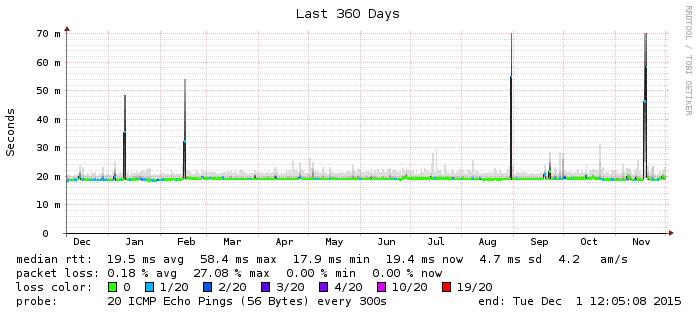 Last 360 Days
RRDTOOL / TOBI OETIKER
Seconds
70 m
60 m
50 m
40 m
30 m
20 m
10 m
0
Dec Jan Feb Mar Apr May Jun Jul Aug Sep Oct Nov
median rtt: 19.5 ms avg 58.4 ms max 17.9 ms min 19.4 ms now 4.7 ms sd 4.2 am/s
packet loss: 0.18 % avg 27.08 % max 0.00 % min 0.00 % now
loss color: 0 1/20 2/20 3/20 4/20 10/20 19/20
probe: 20 ICMP Echo Pings (56 Bytes) every 300s end: Tue Dec 1 12:05:08 2015